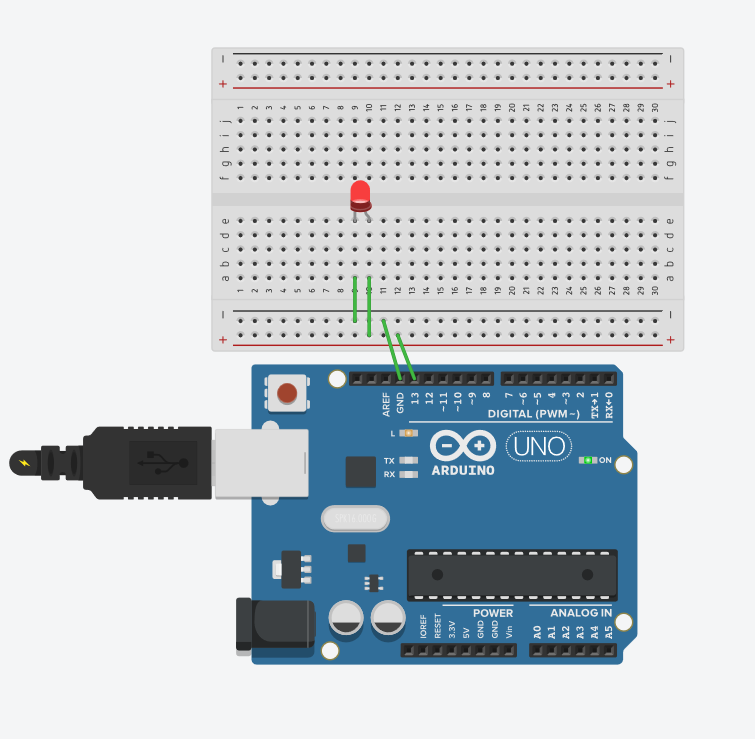 - -
+ +
1 2 3 4 5 6 7 8 9 10 11 12 13 14 15 16 17 18 19 20 21 22 23 24 25 26 27 28 29 30
j j
i i
h h
g g
f f
e e
d d
c c
b b
a a
1 2 3 4 5 6 7 8 9 10 11 12 13 14 15 16 17 18 19 20 21 22 23 24 25 26 27 28 29 30
- -
+ +
AREF GND 13 12 ~11 ~10 ~9 8 7 ~6 ~5 4 ~3 2 TX→1 RX←0
DIGITAL (PWM~)
L
TX
RX
ARDUINO
UNO
ON
POWER
ANALOG IN
IOREF RESET 3.3V 5V GND GND Vin A0 A1 A2 A3 A4 A5